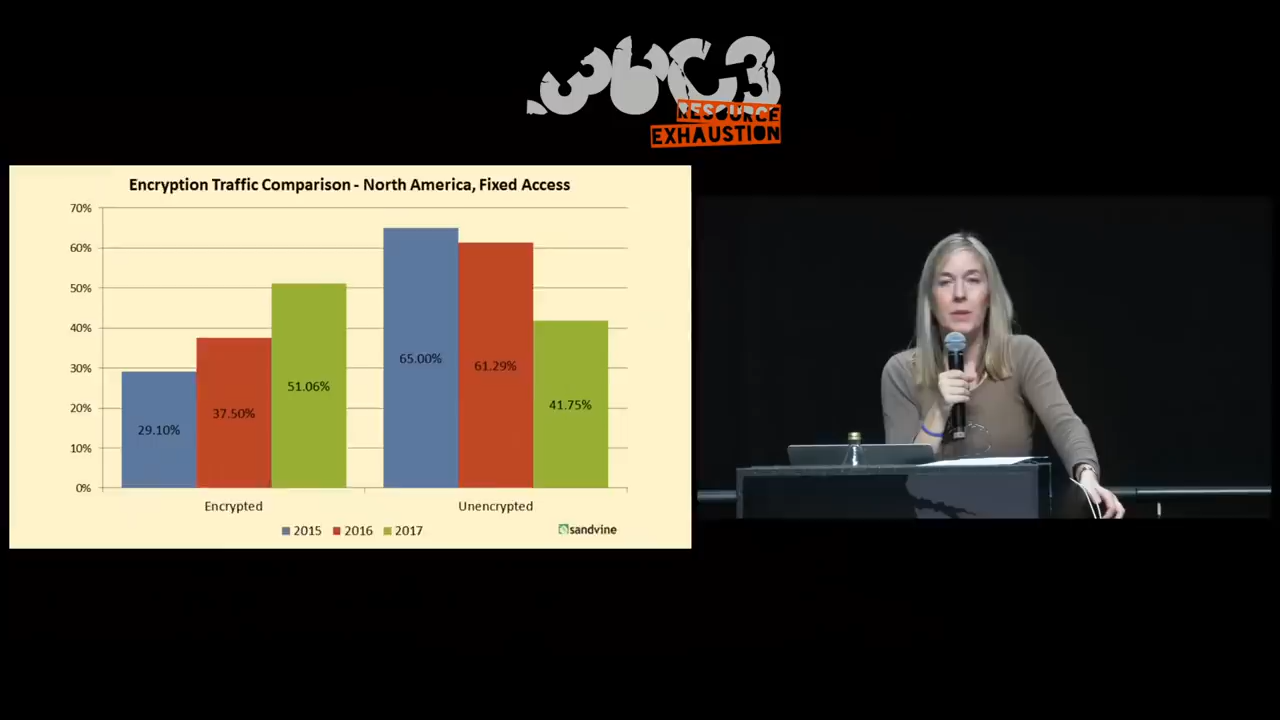 36C3
RESOURCE
EXHAUSTION
Encryption Traffic Comparison - North America, Fixed Access
70%
60%
50%
40%
30%
20%
10%
0%
29.10%
37.50%
51.06%
65.00%
61.29%
41.75%
Encrypted
Unencrypted
2015
2016
2017
sandvine